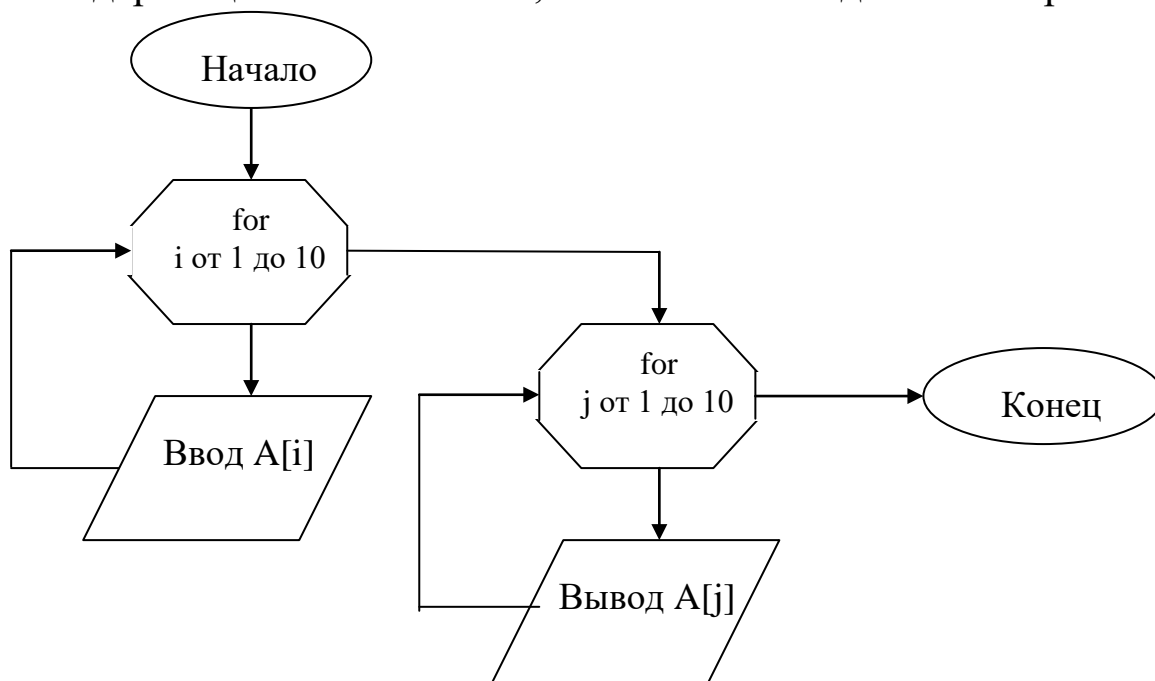 Начало
for
i от 1 до 10
Ввод A[i]
for
j от 1 до 10
Вывод A[j]
Конец